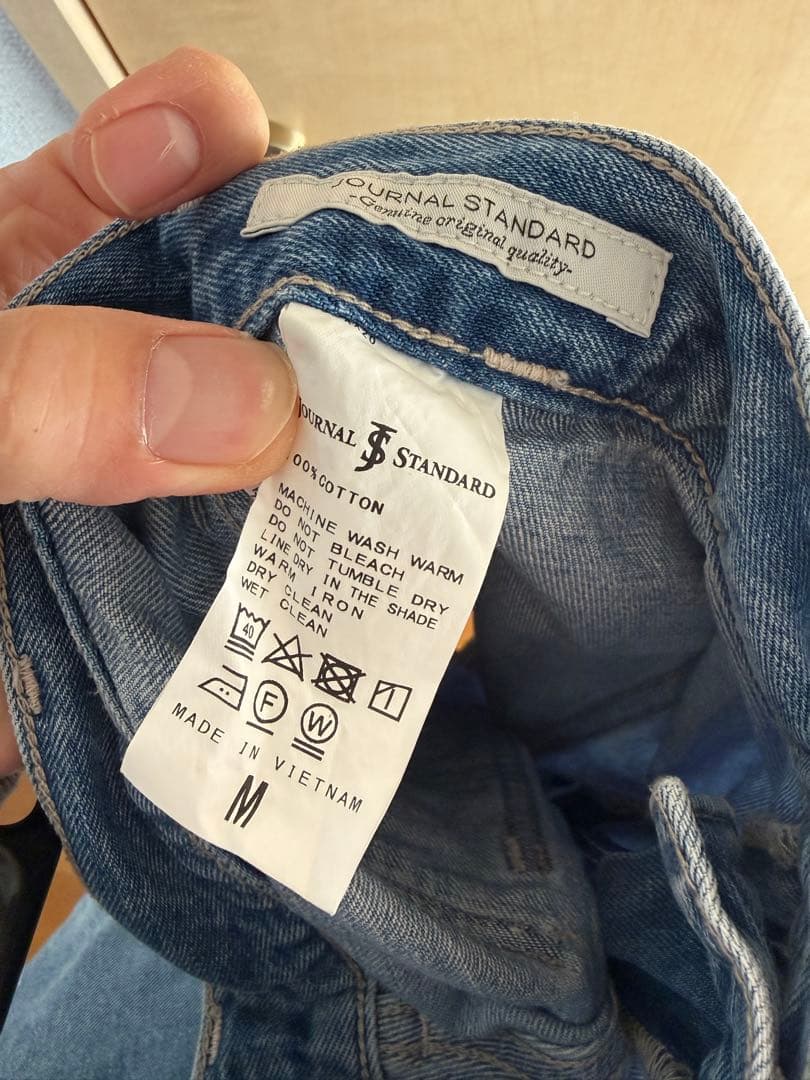 JOURNAL STANDARD
-Genuine original quality-
JOURNAL JS STANDARD
00% COTTON
MACHINE WASH WARM
DO NOT BLEACH
DO NOT TUMBLE DRY
LINE DRY IN THE SHADE
WARM IRON
DRY CLEAN
WET CLEAN
40
F
W
MADE IN VIETNAM
M